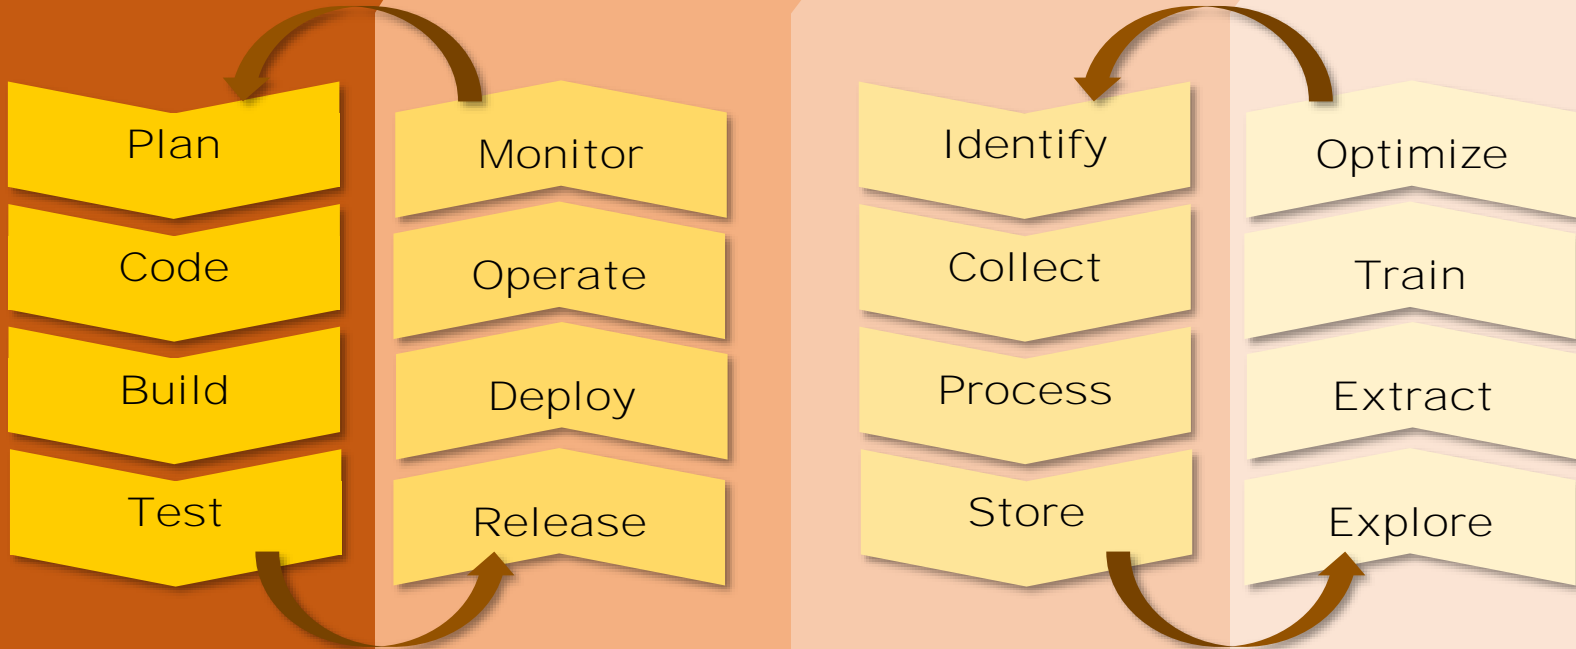 Plan
Code
Build
Test
Monitor
Operate
Deploy
Release
Identify
Collect
Process
Store
Optimize
Train
Extract
Explore